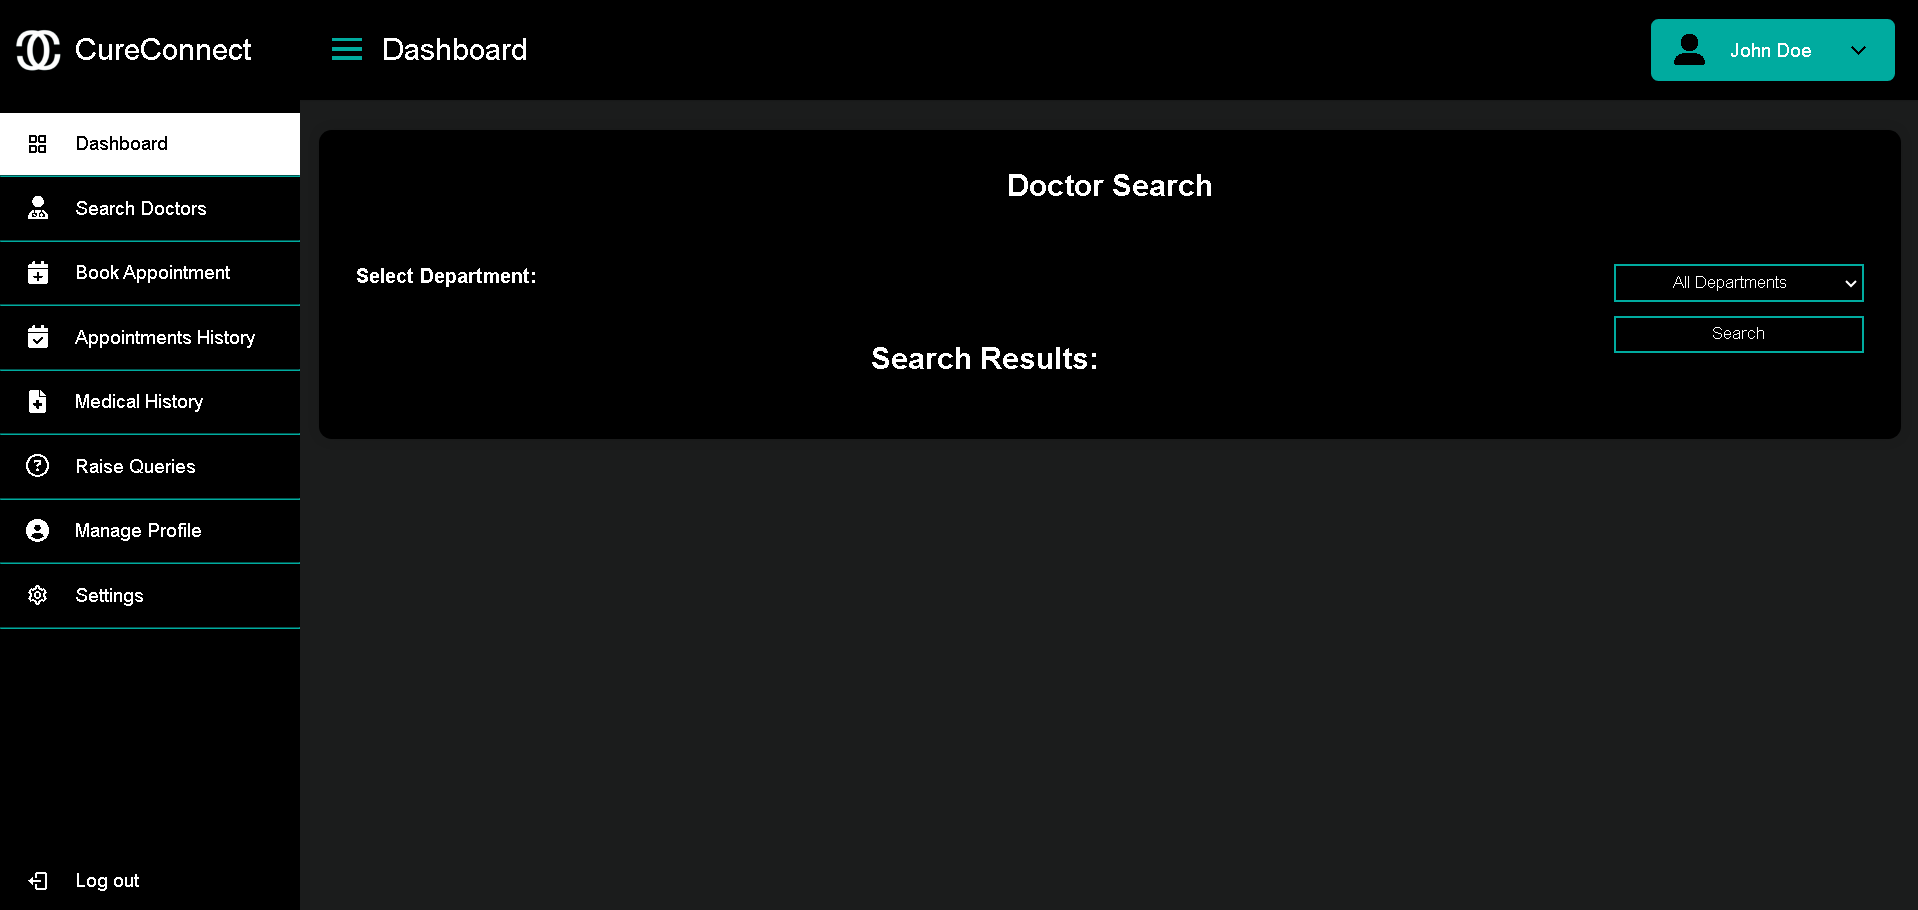 CureConnect
Dashboard
John Doe
Dashboard
Search Doctors
Book Appointment
Appointments History
Medical History
Raise Queries
Manage Profile
Settings
Log out
Doctor Search
Select Department:
All Departments
Search
Search Results: